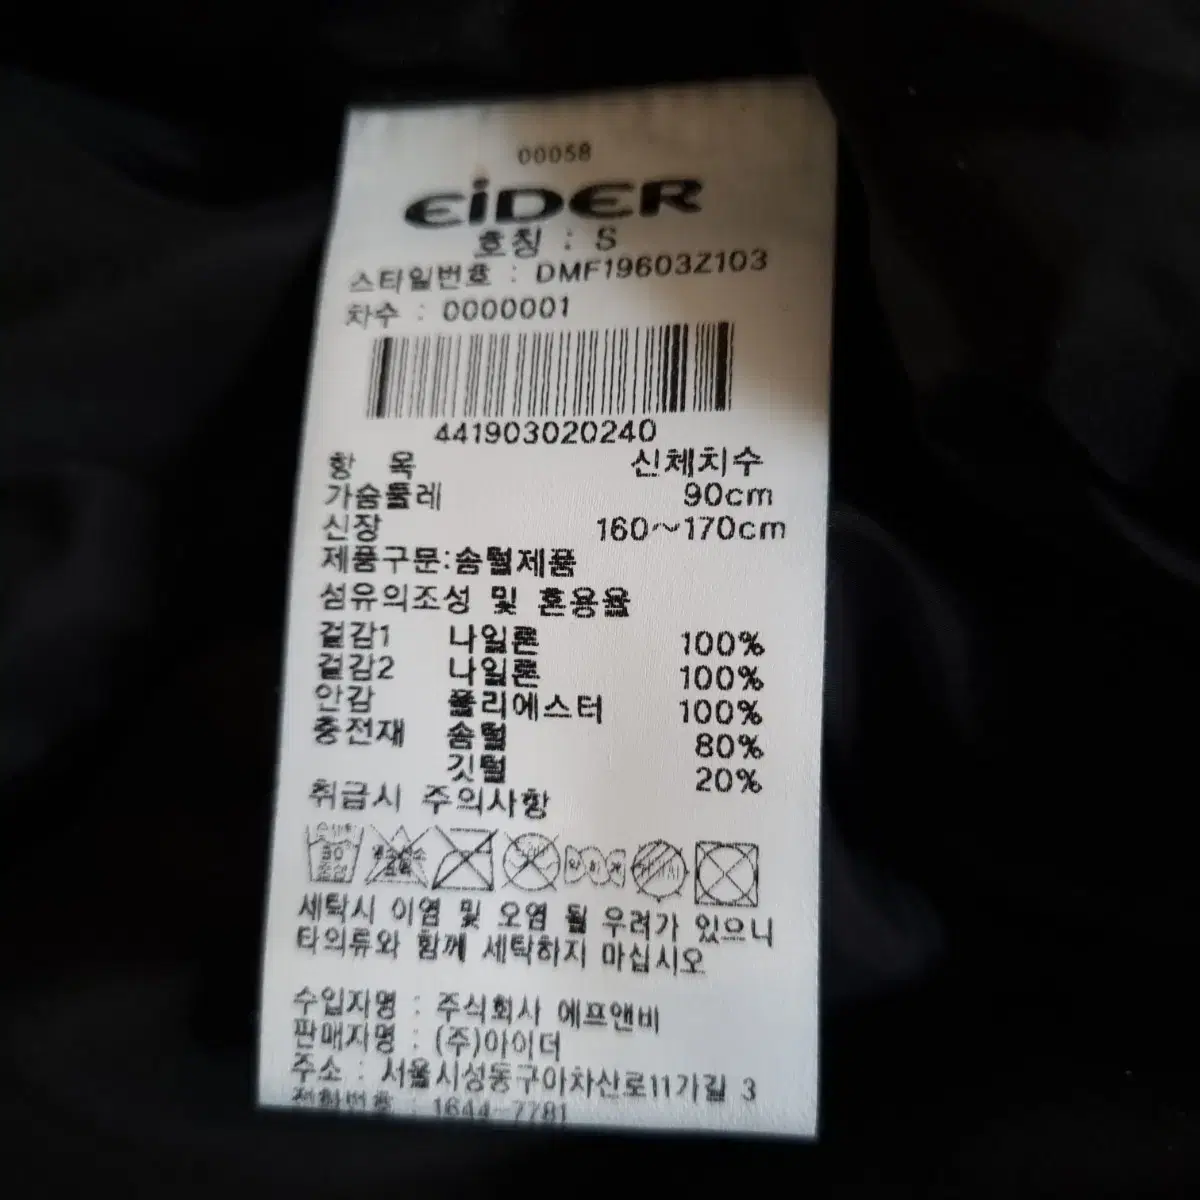 00058
EiDER
호칭 : S
스타일번호 : DMF19603Z103
차수 : 0000001
441903020240
항 목 신체치수
가슴둘레 90cm
신장 160~170cm
제품구분:솜털제품
섬유의조성 및 혼용율
겉감1 나일론 100%
겉감2 나일론 100%
안감 폴리에스터 100%
충전재 솜털 80%
깃털 20%
취급시 주의사항
30
중성
세탁시 이염 및 오염 될 우려가 있으니
타의류와 함께 세탁하지 마십시오
수입자명 : 주식회사 에프앤비
판매자명 : (주)아이더
주소 : 서울시성동구아차산로11가길 3
전화번호 : 1644-7781